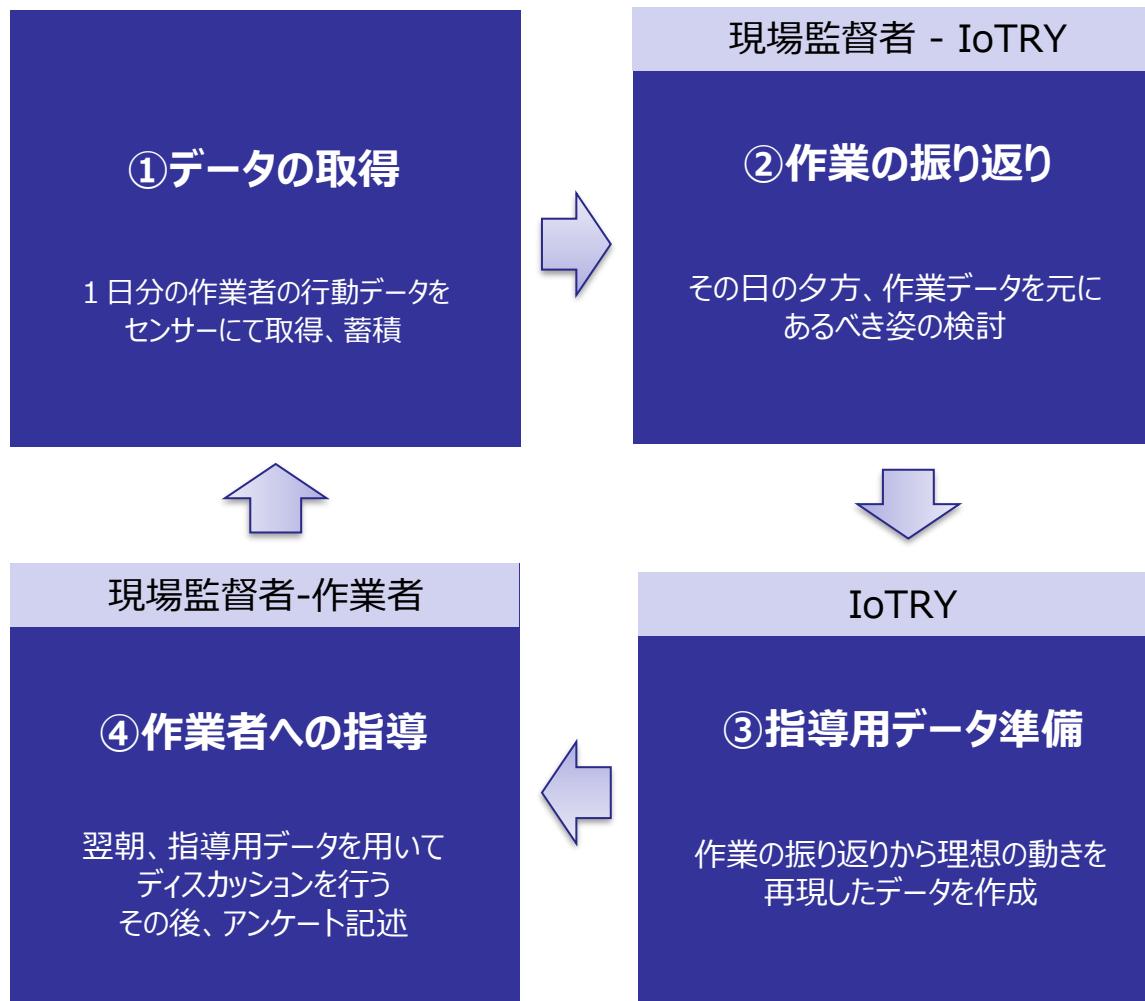 ①データの取得
１日分の作業者の行動データを
センサーにて取得、蓄積
現場監督者 - IoTRY
②作業の振り返り
その日の夕方、作業データを元に
あるべき姿の検討
IoTRY
③指導用データ準備
作業の振り返りから理想の動きを
再現したデータを作成
現場監督者-作業者
④作業者への指導
翌朝、指導用データを用いて
ディスカッションを行う
その後、アンケート記述